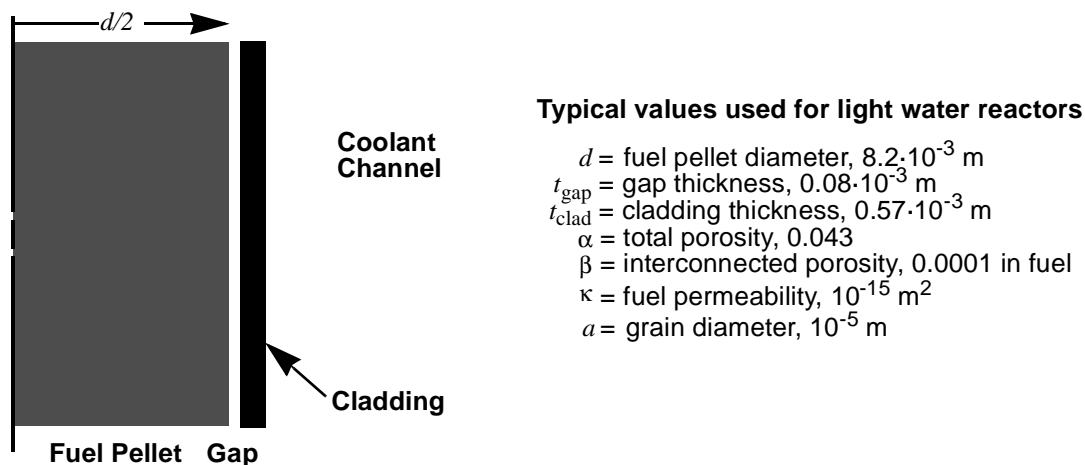 d/2
Coolant
Channel
Cladding
Fuel Pellet Gap
Typical values used for light water reactors
d = fuel pellet diameter, 8.2·10⁻³ m
t_gap = gap thickness, 0.08·10⁻³ m
t_clad = cladding thickness, 0.57·10⁻³ m
α = total porosity, 0.043
β = interconnected porosity, 0.0001 in fuel
κ = fuel permeability, 10⁻¹⁵ m²
a = grain diameter, 10⁻⁵ m